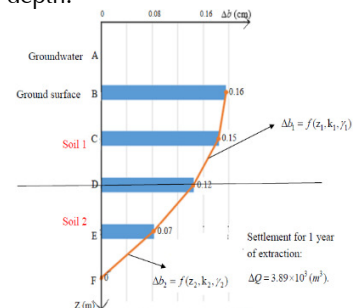 depth.
0 0.08 0.16 Δb (cm)
Groundwater A
Ground surface B 0.16
Δb₁ = f(z₁,k₁,γ₁)
Soil 1 C 0.15
D 0.12
Soil 2
E 0.07
Settlement for 1 year
of extraction:
F 0 Δb₂ = f(z₂,k₂,γ₂) ΔQ = 3.89×10³ (m³).
Z (m)